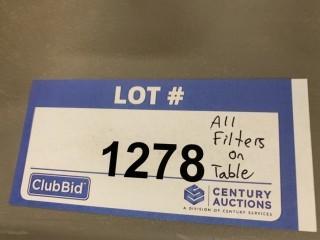 LOT #
1278
All
Filters
on
Table
ClubBid
CENTURY
AUCTIONS
A DIVISION OF CENTURY SERVICES